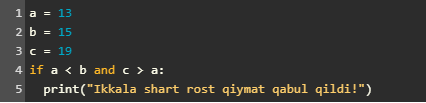 1 a = 13
2 b = 15
3 c = 19
4 if a < b and c > a:
5   print("Ikkala shart rost qiymat qabul qildi!")